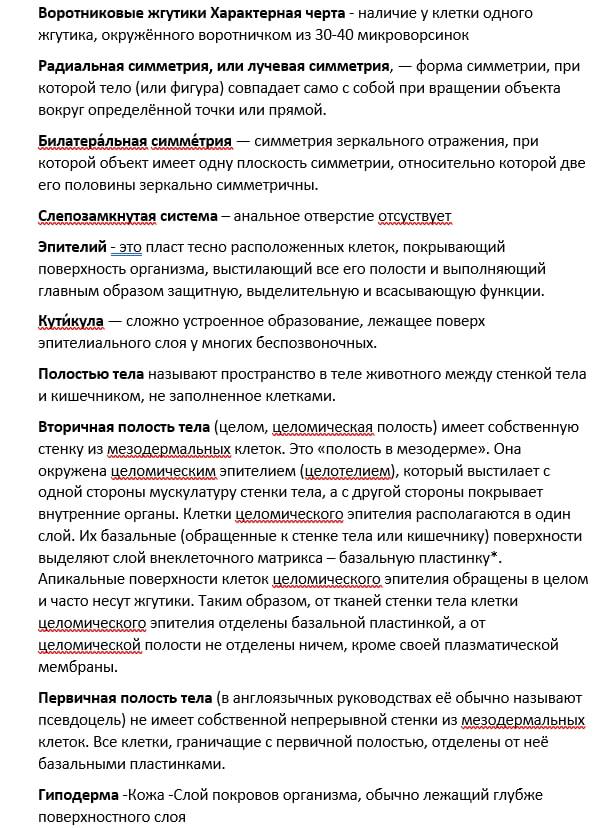 Воротниковые жгутики Характерная черта - наличие у клетки одного
жгутика, окружённого воротничком из 30-40 микроворсинок
Радиальная симметрия, или лучевая симметрия, — форма симметрии, при
которой тело (или фигура) совпадает само с собой при вращении объекта
вокруг определённой точки или прямой.
Билатера́льная симме́трия — симметрия зеркального отражения, при
которой объект имеет одну плоскость симметрии, относительно которой две
его половины зеркально симметричны.
Слепозамкнутая система – анальное отверстие отсуствует
Эпителий - это пласт тесно расположенных клеток, покрывающий
поверхность организма, выстилающий все его полости и выполняющий
главным образом защитную, выделительную и всасывающую функции.
Кути́кула — сложно устроенное образование, лежащее поверх
эпителиального слоя у многих беспозвоночных.
Полостью тела называют пространство в теле животного между стенкой тела
и кишечником, не заполненное клетками.
Вторичная полость тела (целом, целомическая полость) имеет собственную
стенку из мезодермальных клеток. Это «полость в мезодерме». Она
окружена целомическим эпителием (целотелием), который выстилает с
одной стороны мускулатуру стенки тела, а с другой стороны покрывает
внутренние органы. Клетки целомического эпителия располагаются в один
слой. Их базальные (обращенные к стенке тела или кишечнику) поверхности
выделяют слой внеклеточного матрикса – базальную пластинку*.
Апикальные поверхности клеток целомического эпителия обращены в целом
и часто несут жгутики. Таким образом, от тканей стенки тела клетки
целомического эпителия отделены базальной пластинкой, а от
целомической полости не отделены ничем, кроме своей плазматической
мембраны.
Первичная полость тела (в англоязычных руководствах её обычно называют
псевдоцель) не имеет собственной непрерывной стенки из мезодермальных
клеток. Все клетки, граничащие с первичной полостью, отделены от неё
базальными пластинками.
Гиподерма -Кожа -Слой покровов организма, обычно лежащий глубже
поверхностного слоя